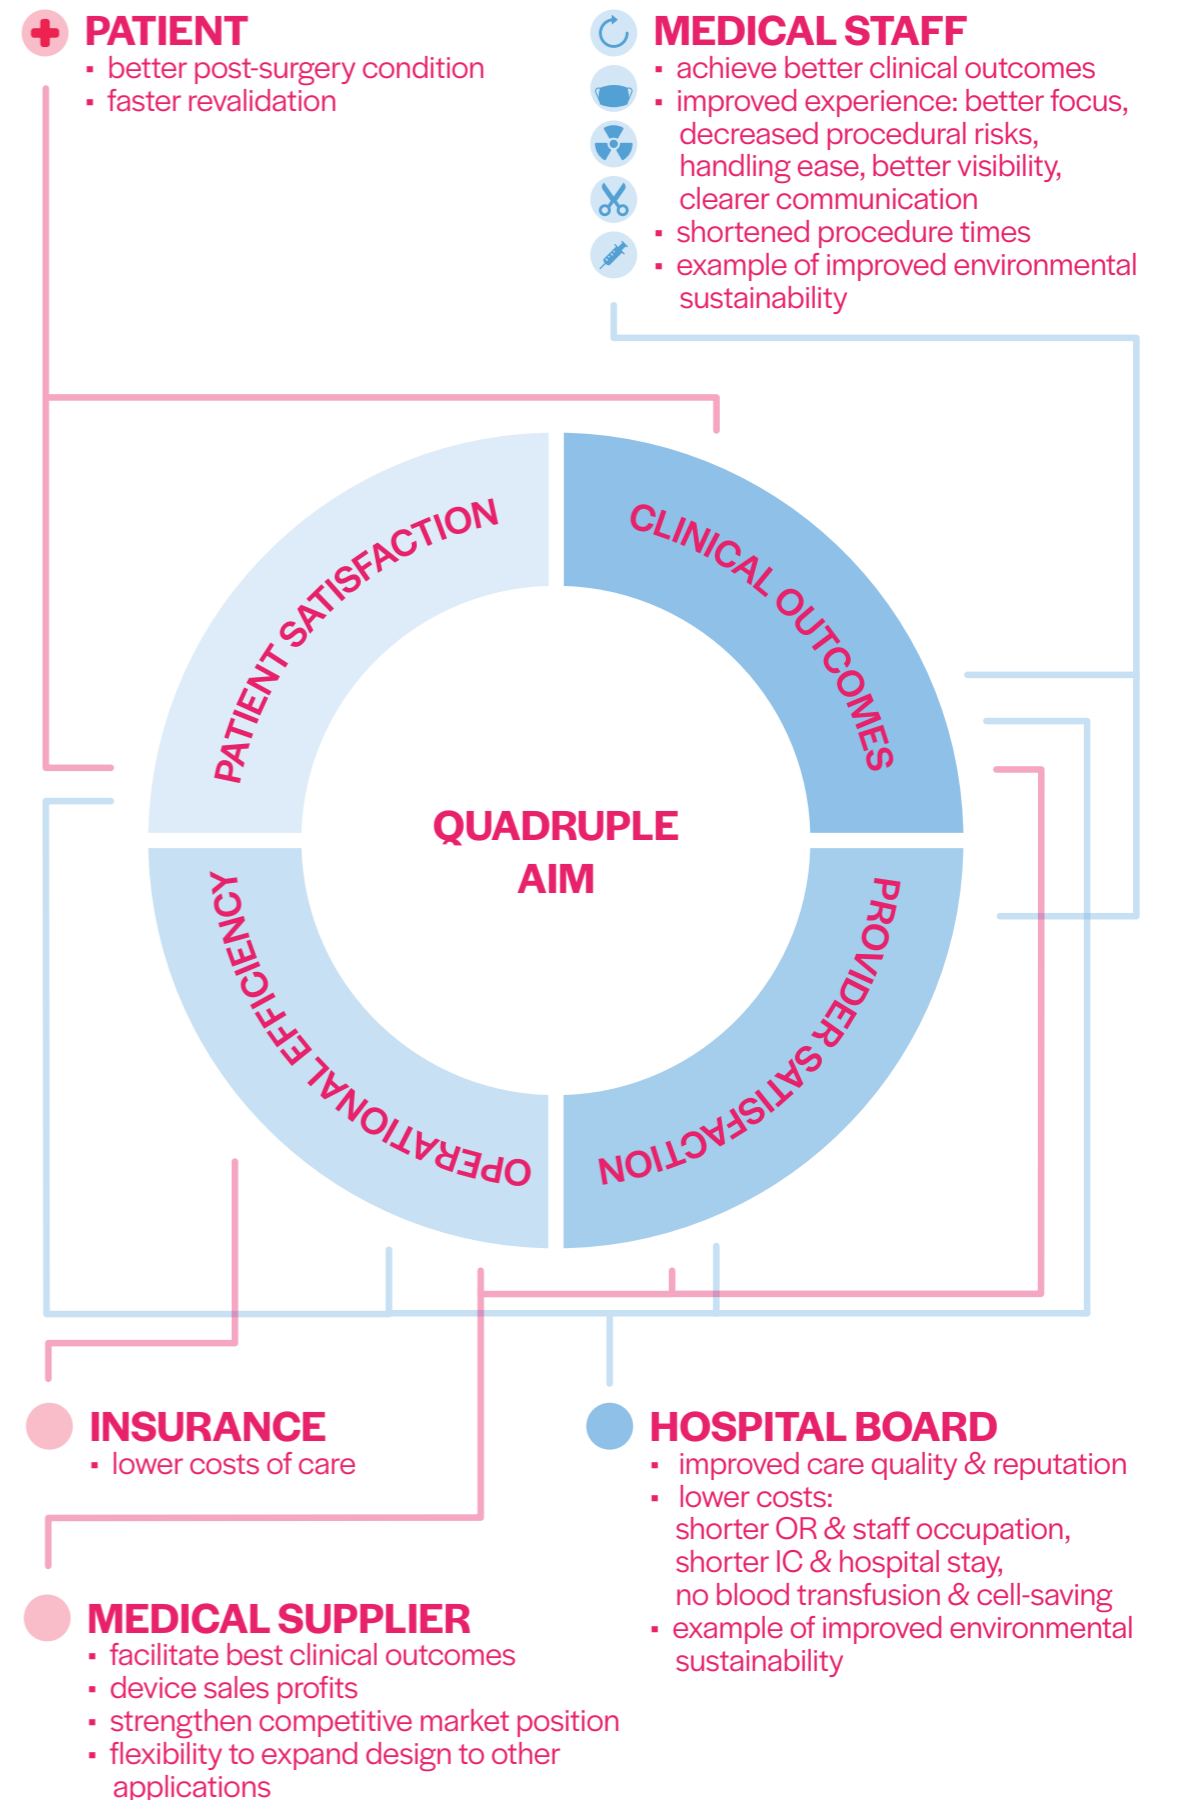 PATIENT
▪ better post-surgery condition
▪ faster revalidation
MEDICAL STAFF
▪ achieve better clinical outcomes
▪ improved experience: better focus,
decreased procedural risks,
handling ease, better visibility,
clearer communication
▪ shortened procedure times
▪ example of improved environmental
sustainability
PATIENT SATISFACTION
CLINICAL OUTCOMES
QUADRUPLE
AIM
OPERATIONAL EFFICIENCY
PROVIDER SATISFACTION
INSURANCE
▪ lower costs of care
HOSPITAL BOARD
▪ improved care quality & reputation
▪ lower costs:
shorter OR & staff occupation,
shorter IC & hospital stay,
no blood transfusion & cell-saving
▪ example of improved environmental
sustainability
MEDICAL SUPPLIER
▪ facilitate best clinical outcomes
▪ device sales profits
▪ strengthen competitive market position
▪ flexibility to expand design to other
applications